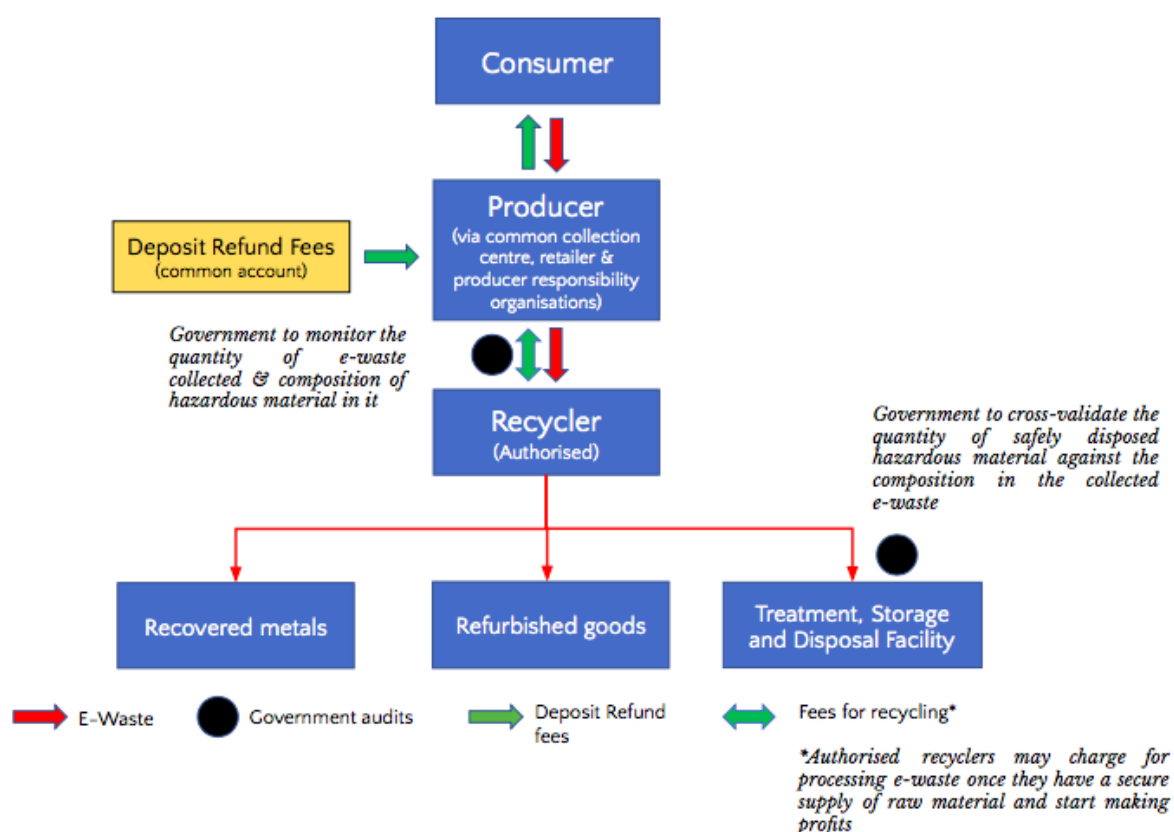 Consumer
Producer
(via common collection
centre, retailer &
producer responsibility
organisations)
Deposit Refund Fees
(common account)
Government to monitor the
quantity of e-waste
collected & composition of
hazardous material in it
Recycler
(Authorised)
Government to cross-validate the
quantity of safely disposed
hazardous material against the
composition in the collected
e-waste
Recovered metals
Refurbished goods
Treatment, Storage
and Disposal Facility
E-Waste
Government audits
Deposit Refund
fees
Fees for recycling*
*Authorised recyclers may charge for
processing e-waste once they have a secure
supply of raw material and start making
profits